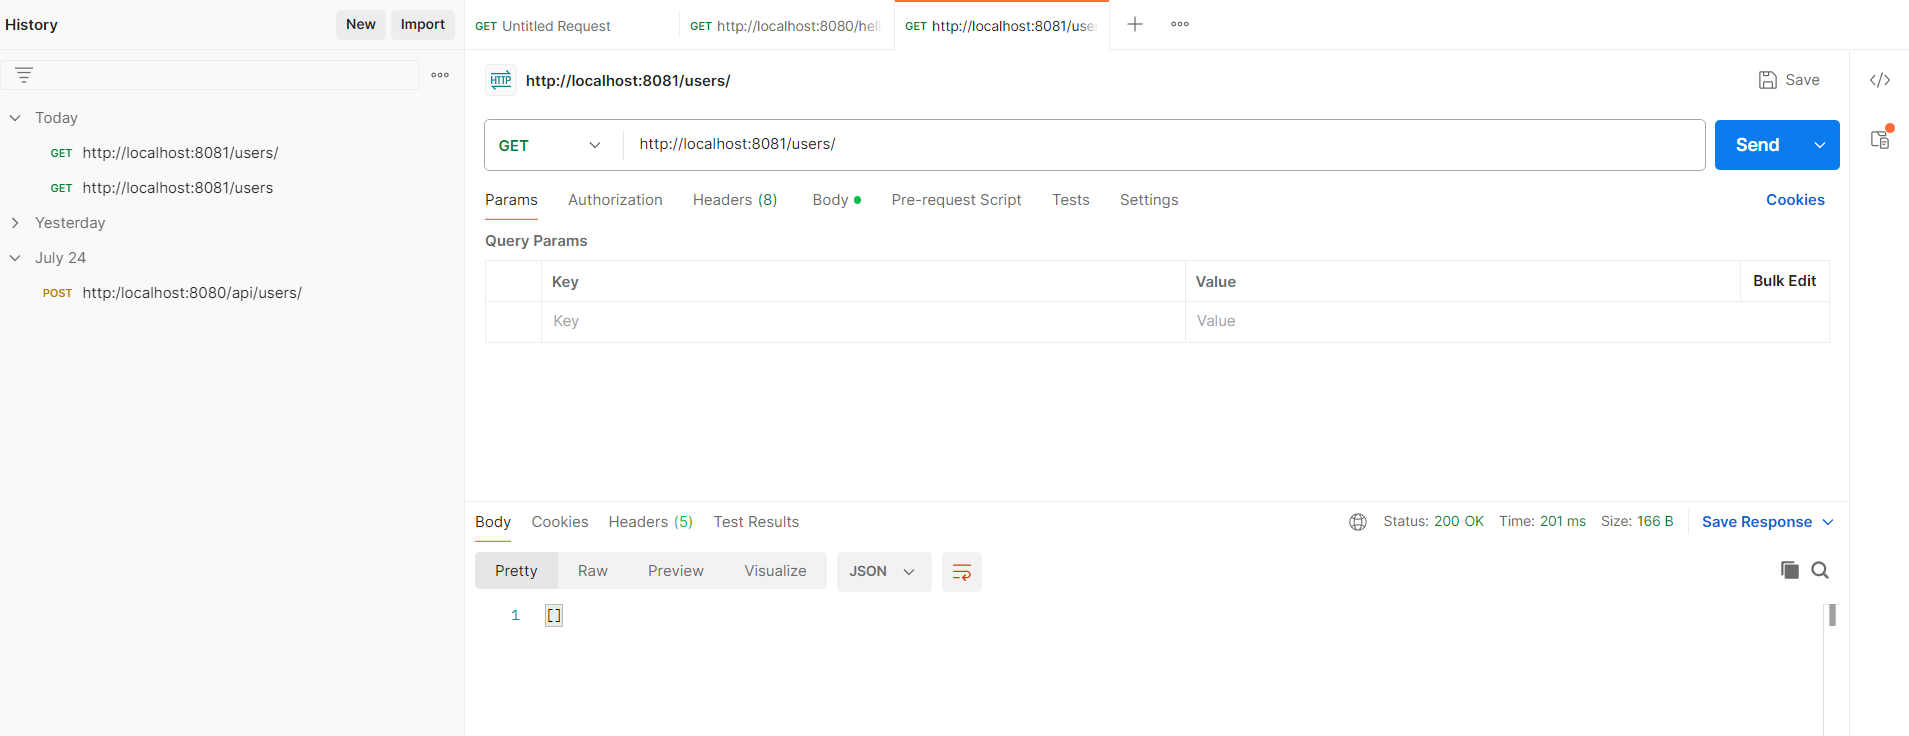 History
New
Import
GET Untitled Request
GET http://localhost:8080/hell
GET http://localhost:8081/use
Today
GET http://localhost:8081/users/
GET http://localhost:8081/users
Yesterday
July 24
POST http:/localhost:8080/api/users/
HTTP http://localhost:8081/users/
Save
GET http://localhost:8081/users/
Send
Params Authorization Headers (8) Body Pre-request Script Tests Settings Cookies
Query Params
Key Value Bulk Edit
Key Value
Body Cookies Headers (5) Test Results
Status: 200 OK Time: 201 ms Size: 166 B Save Response
Pretty Raw Preview Visualize JSON
1 []